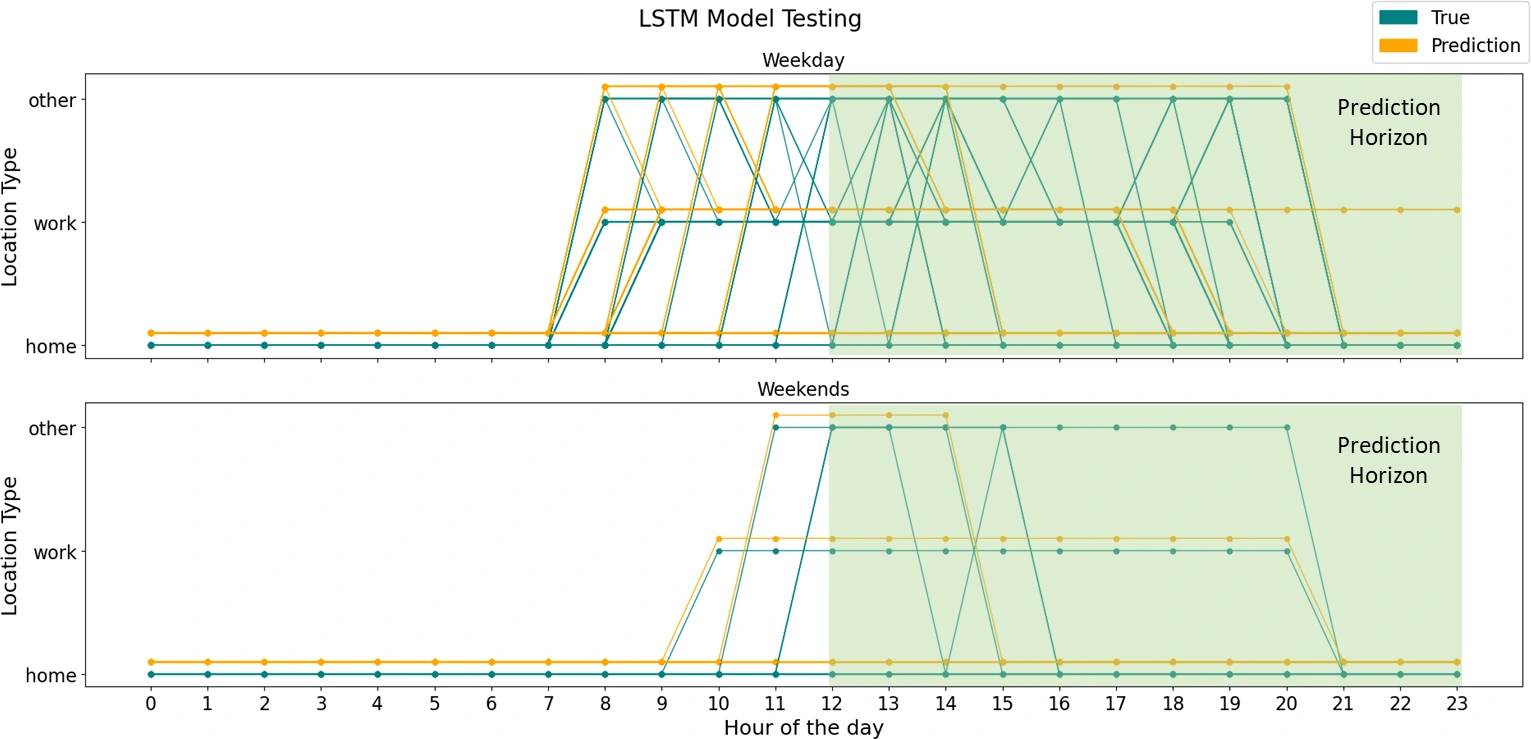 LSTM Model Testing
True
Prediction
Weekday
Location Type
other
work
home
Prediction
Horizon
Weekends
Location Type
other
work
home
Prediction
Horizon
0 1 2 3 4 5 6 7 8 9 10 11 12 13 14 15 16 17 18 19 20 21 22 23
Hour of the day